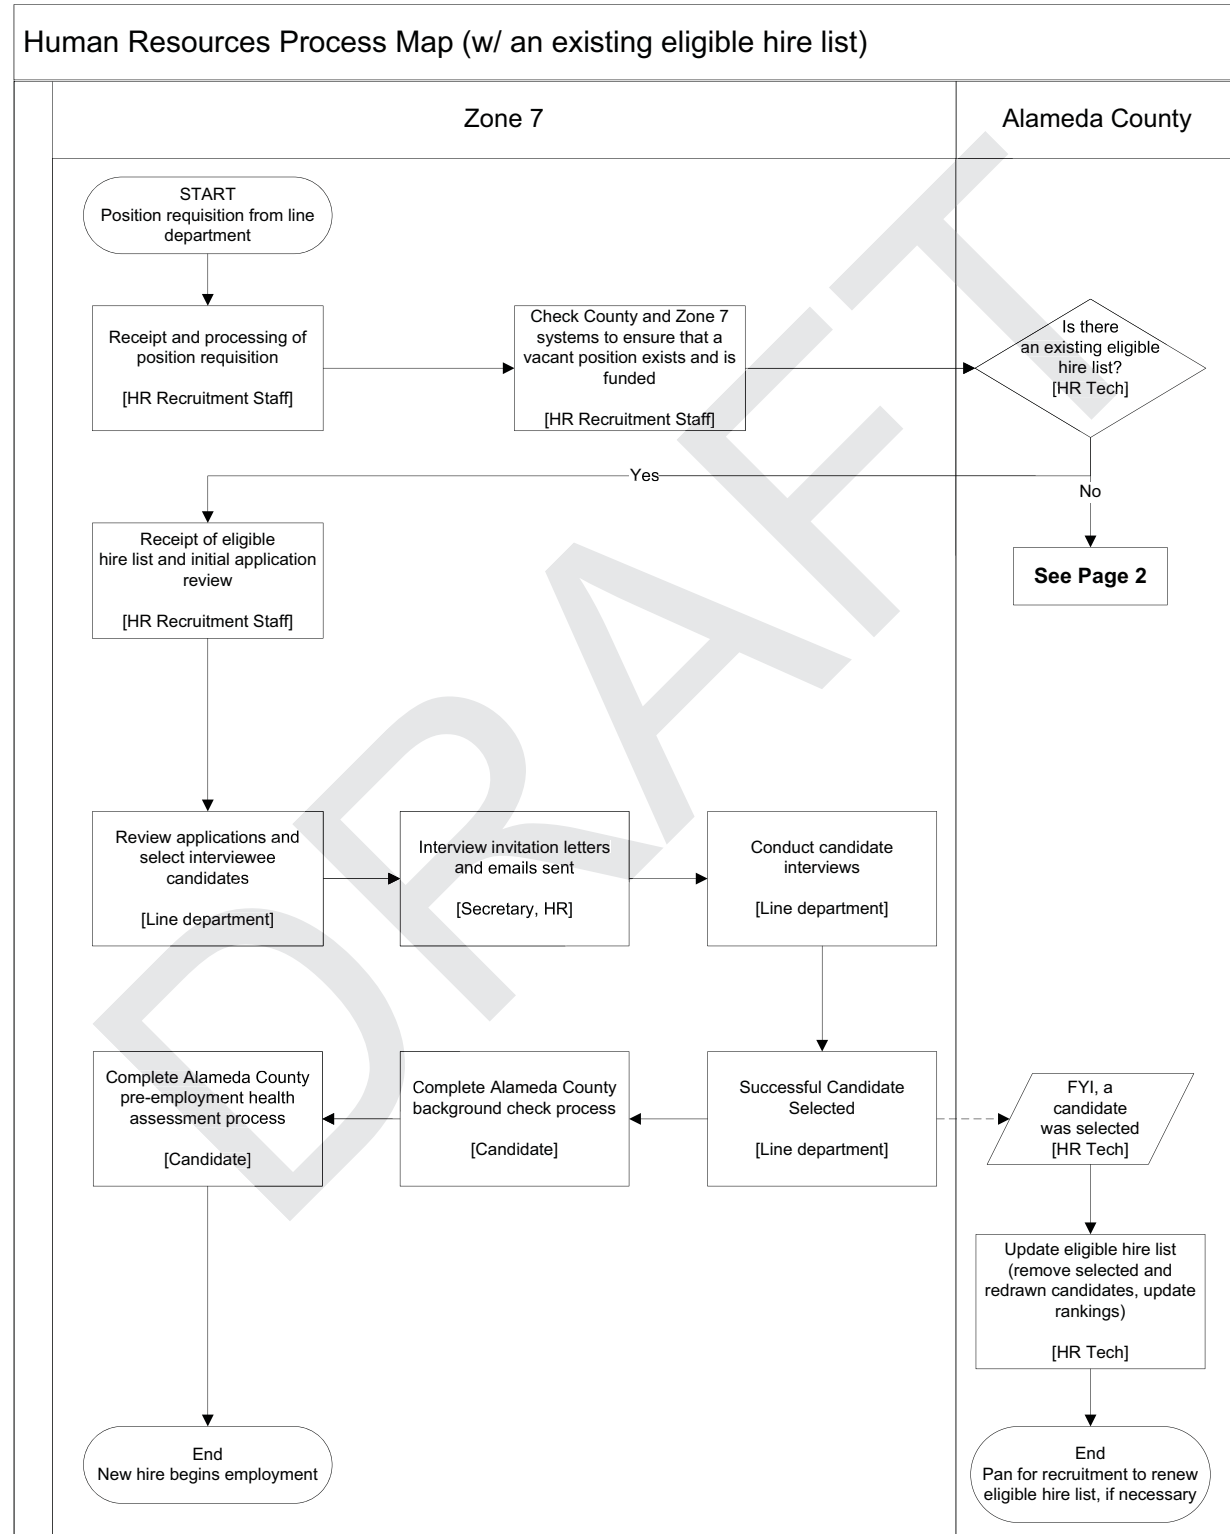 Human Resources Process Map (w/ an existing eligible hire list)
Zone 7
Alameda County
START
Position requisition from line
department
Receipt and processing of
position requisition
[HR Recruitment Staff]
Check County and Zone 7
systems to ensure that a
vacant position exists and is
funded
[HR Recruitment Staff]
Is there
an existing eligible
hire list?
[HR Tech]
Yes
No
Receipt of eligible
hire list and initial application
review
[HR Recruitment Staff]
See Page 2
Review applications and
select interviewee
candidates
[Line department]
Interview invitation letters
and emails sent
[Secretary, HR]
Conduct candidate
interviews
[Line department]
Complete Alameda County
pre-employment health
assessment process
[Candidate]
Complete Alameda County
background check process
[Candidate]
Successful Candidate
Selected
[Line department]
FYI, a
candidate
was selected
[HR Tech]
Update eligible hire list
(remove selected and
redrawn candidates, update
rankings)
[HR Tech]
End
New hire begins employment
End
Pan for recruitment to renew
eligible hire list, if necessary
DRAFT